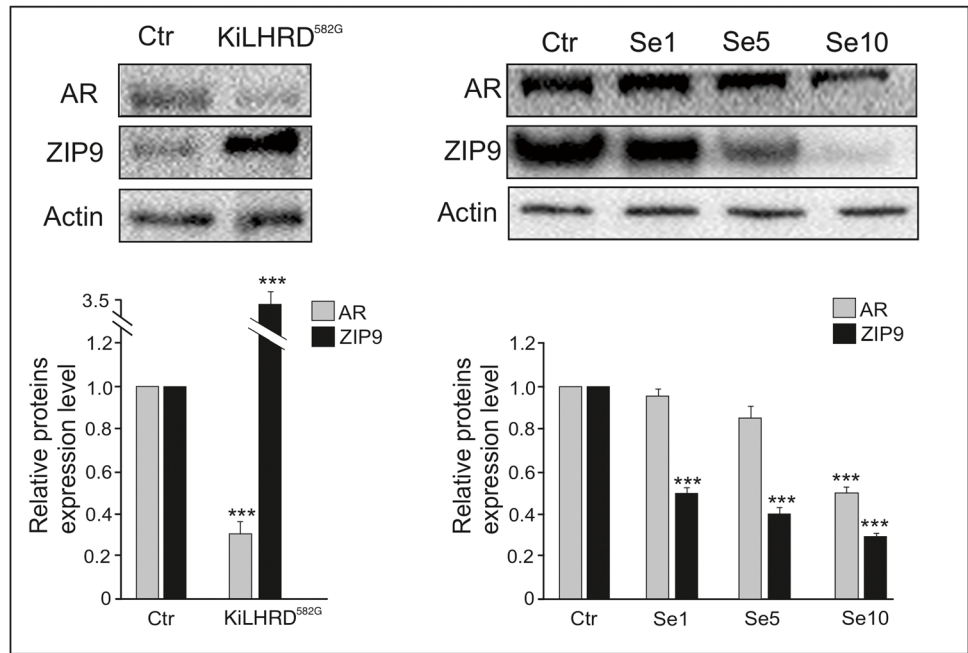 Ctr KiLHRD582G
AR
ZIP9
Actin
Ctr Se1 Se5 Se10
AR
ZIP9
Actin
Relative proteins
expression level
3.5
1.2
1.0
0.8
0.6
0.4
0.2
0
***
***
AR
ZIP9
Ctr KiLHRD582G
Relative proteins
expression level
1.2
1.0
0.8
0.6
0.4
0.2
0
***
***
***
***
AR
ZIP9
Ctr Se1 Se5 Se10